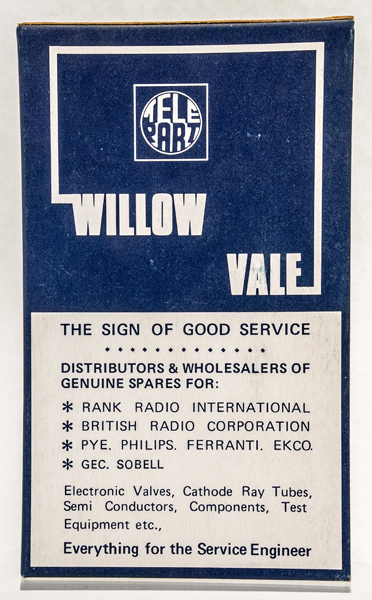 TELE
PART
WILLOW
VALE
THE SIGN OF GOOD SERVICE
DISTRIBUTORS & WHOLESALERS OF
GENUINE SPARES FOR:
* RANK RADIO INTERNATIONAL
* BRITISH RADIO CORPORATION
* PYE. PHILIPS. FERRANTI. EKCO.
* GEC. SOBELL
Electronic Valves, Cathode Ray Tubes,
Semi Conductors, Components, Test
Equipment etc.,
Everything for the Service Engineer